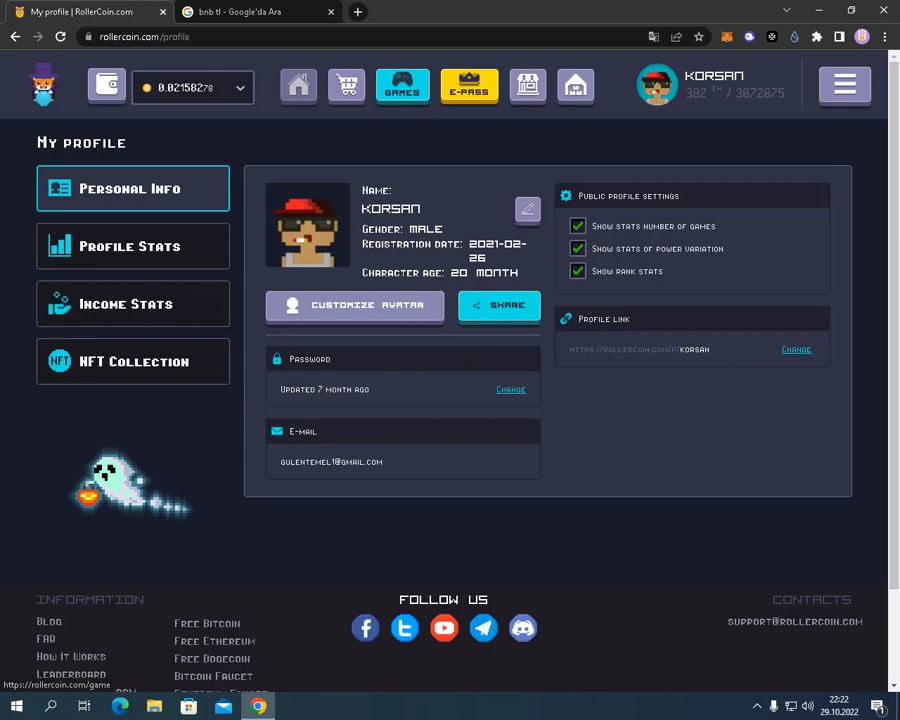 My profile | RollerCoin.com
bnb tl - Google'da Ara
rollercoin.com/profile
0.02158278
GAMES
E-PASS
KORSAN
382 TH / 3072075
My profile
Personal Info
Profile Stats
Income Stats
NFT
NFT Collection
Name:
KORSAN
Gender: MALE
Registration date: 2021-02-
26
Character age: 20 MONTH
CUSTOMIZE AVATAR
SHARE
Password
Updated 7 month ago
Change
E-mail
gulentemel1@gmail.com
Public profile settings
Show stats number of games
Show stats of power variation
Show rank stats
Profile link
https://rollercoin.com/p/KORSAN
Change
INFORMATION
Blog
FAQ
How It Works
Leaderboard
Free Bitcoin
Free Ethereum
Free Dogecoin
Bitcoin Faucet
FOLLOW US
CONTACTS
support@rollercoin.com
https://rollercoin.com/game
22:22
29.10.2022
1